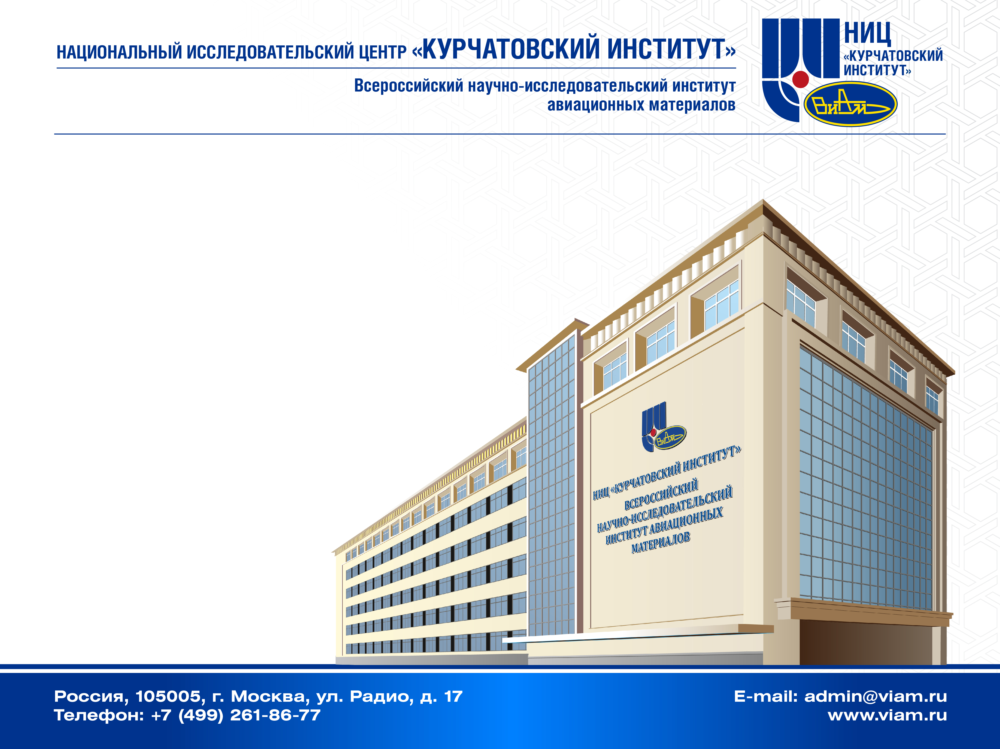 НАЦИОНАЛЬНЫЙ ИССЛЕДОВАТЕЛЬСКИЙ ЦЕНТР «КУРЧАТОВСКИЙ ИНСТИТУТ»
Всероссийский научно-исследовательский институт
авиационных материалов
НИЦ
«КУРЧАТОВСКИЙ
ИНСТИТУТ»
ВИАМ
ВИАМ
НИЦ «КУРЧАТОВСКИЙ ИНСТИТУТ»
ВСЕРОССИЙСКИЙ
НАУЧНО-ИССЛЕДОВАТЕЛЬСКИЙ
ИНСТИТУТ АВИАЦИОННЫХ
МАТЕРИАЛОВ
Россия, 105005, г. Москва, ул. Радио, д. 17
Телефон: +7 (499) 261-86-77
E-mail: admin@viam.ru
www.viam.ru